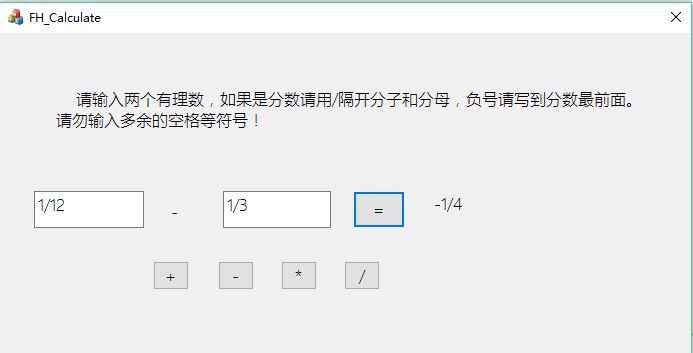 FH_Calculate
请输入两个有理数，如果是分数请用/隔开分子和分母，负号请写到分数最前面。
请勿输入多余的空格等符号！
1/12 - 1/3 = -1/4
+ - * /